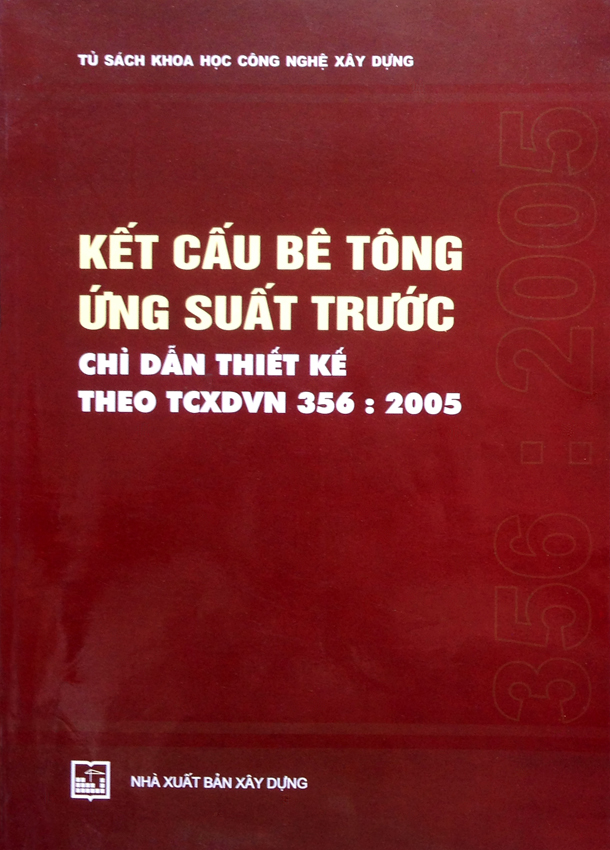 TỦ SÁCH KHOA HỌC CÔNG NGHỆ XÂY DỰNG
KẾT CẤU BÊ TÔNG
ỨNG SUẤT TRƯỚC
CHỈ DẪN THIẾT KẾ
THEO TCXDVN 356 : 2005
356 : 2005
NHÀ XUẤT BẢN XÂY DỰNG